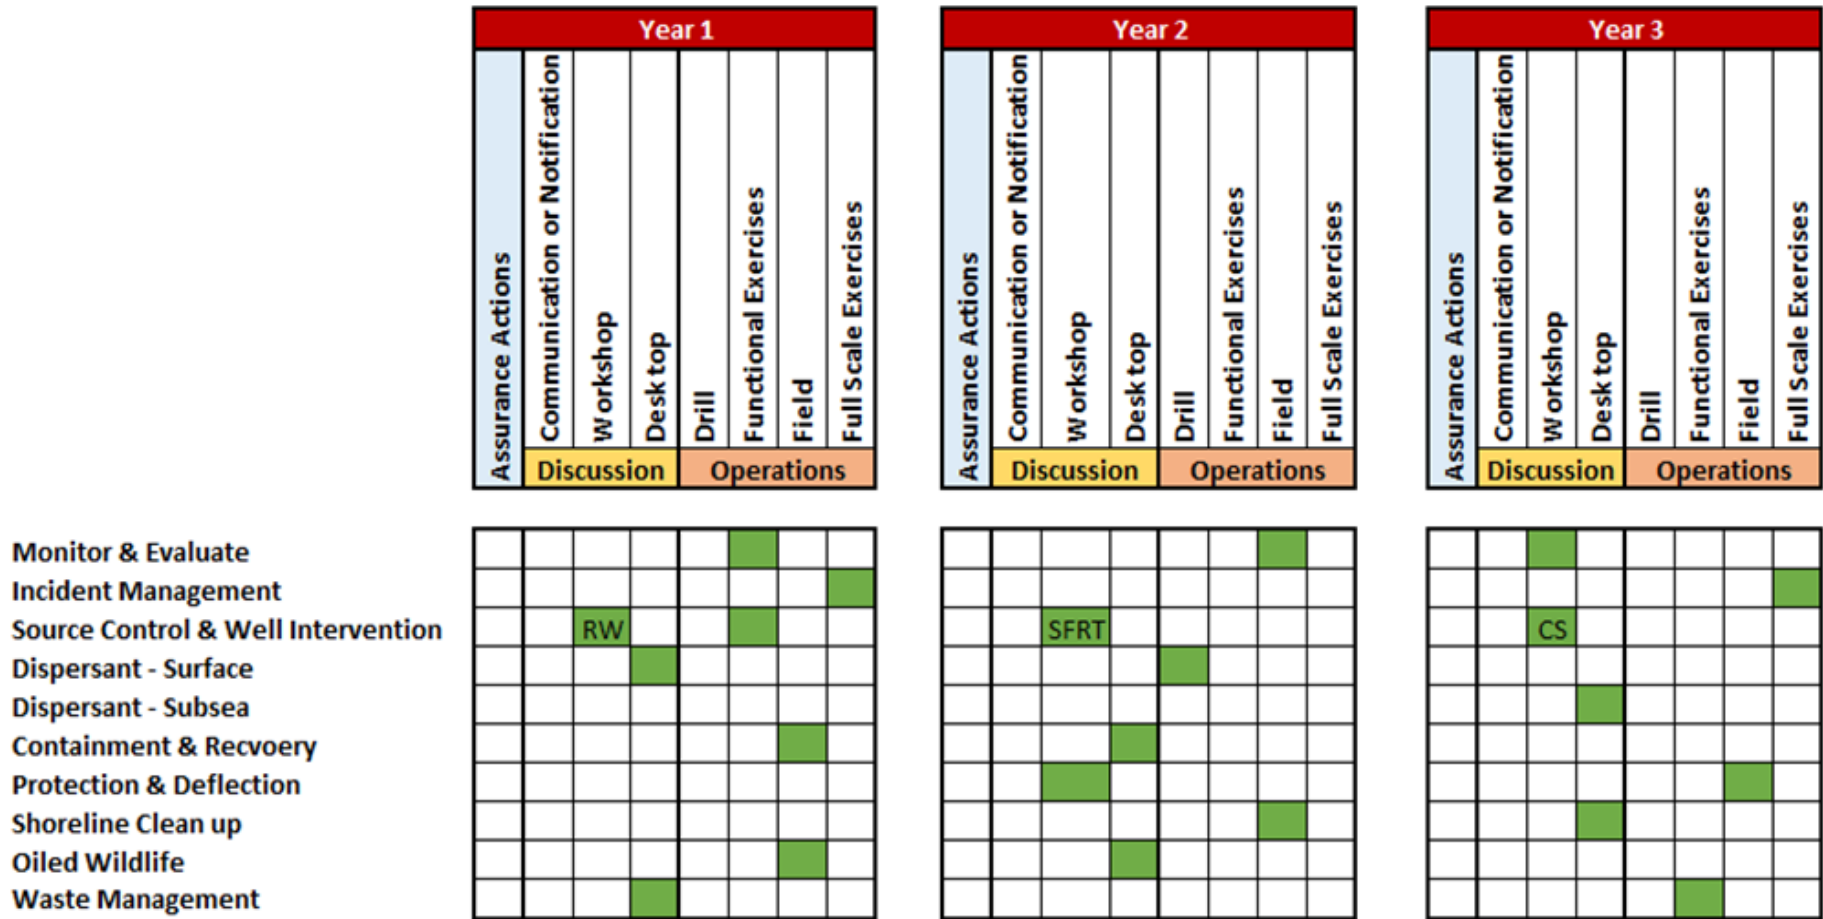 Year 1
Year 2
Year 3
Assurance Actions
Communication or Notification
Workshop
Desk top
Drill
Functional Exercises
Field
Full Scale Exercises
Discussion
Operations
Assurance Actions
Communication or Notification
Workshop
Desk top
Drill
Functional Exercises
Field
Full Scale Exercises
Discussion
Operations
Assurance Actions
Communication or Notification
Workshop
Desk top
Drill
Functional Exercises
Field
Full Scale Exercises
Discussion
Operations
Monitor & Evaluate
Incident Management
Source Control & Well Intervention RW SFRT CS
Dispersant - Surface
Dispersant - Subsea
Containment & Recvoery
Protection & Deflection
Shoreline Clean up
Oiled Wildlife
Waste Management